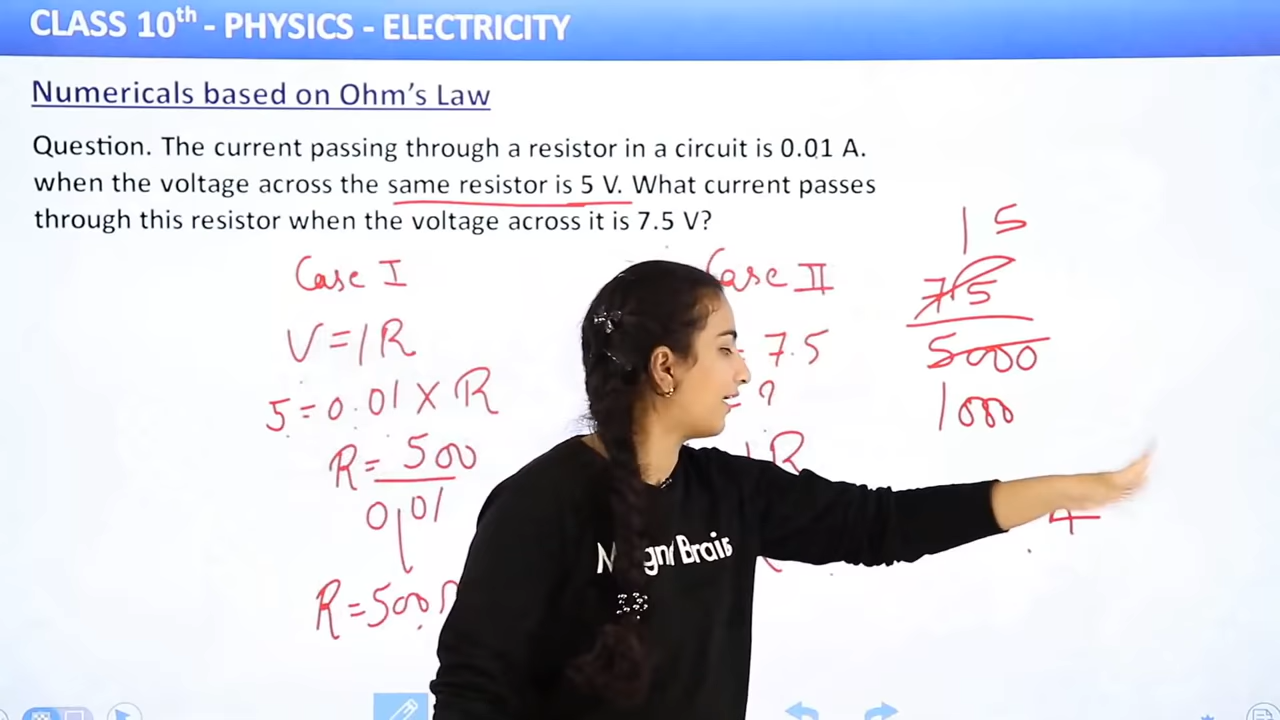 CLASS 10th - PHYSICS - ELECTRICITY
Numericals based on Ohm's Law
Question. The current passing through a resistor in a circuit is 0.01 A.
when the voltage across the same resistor is 5 V. What current passes
through this resistor when the voltage across it is 7.5 V?
Case I
V = IR
5 = 0.01 X R
R = 500
0.01
R = 500
Case II
= 7.5
= ?
R
15
75
5000
1000